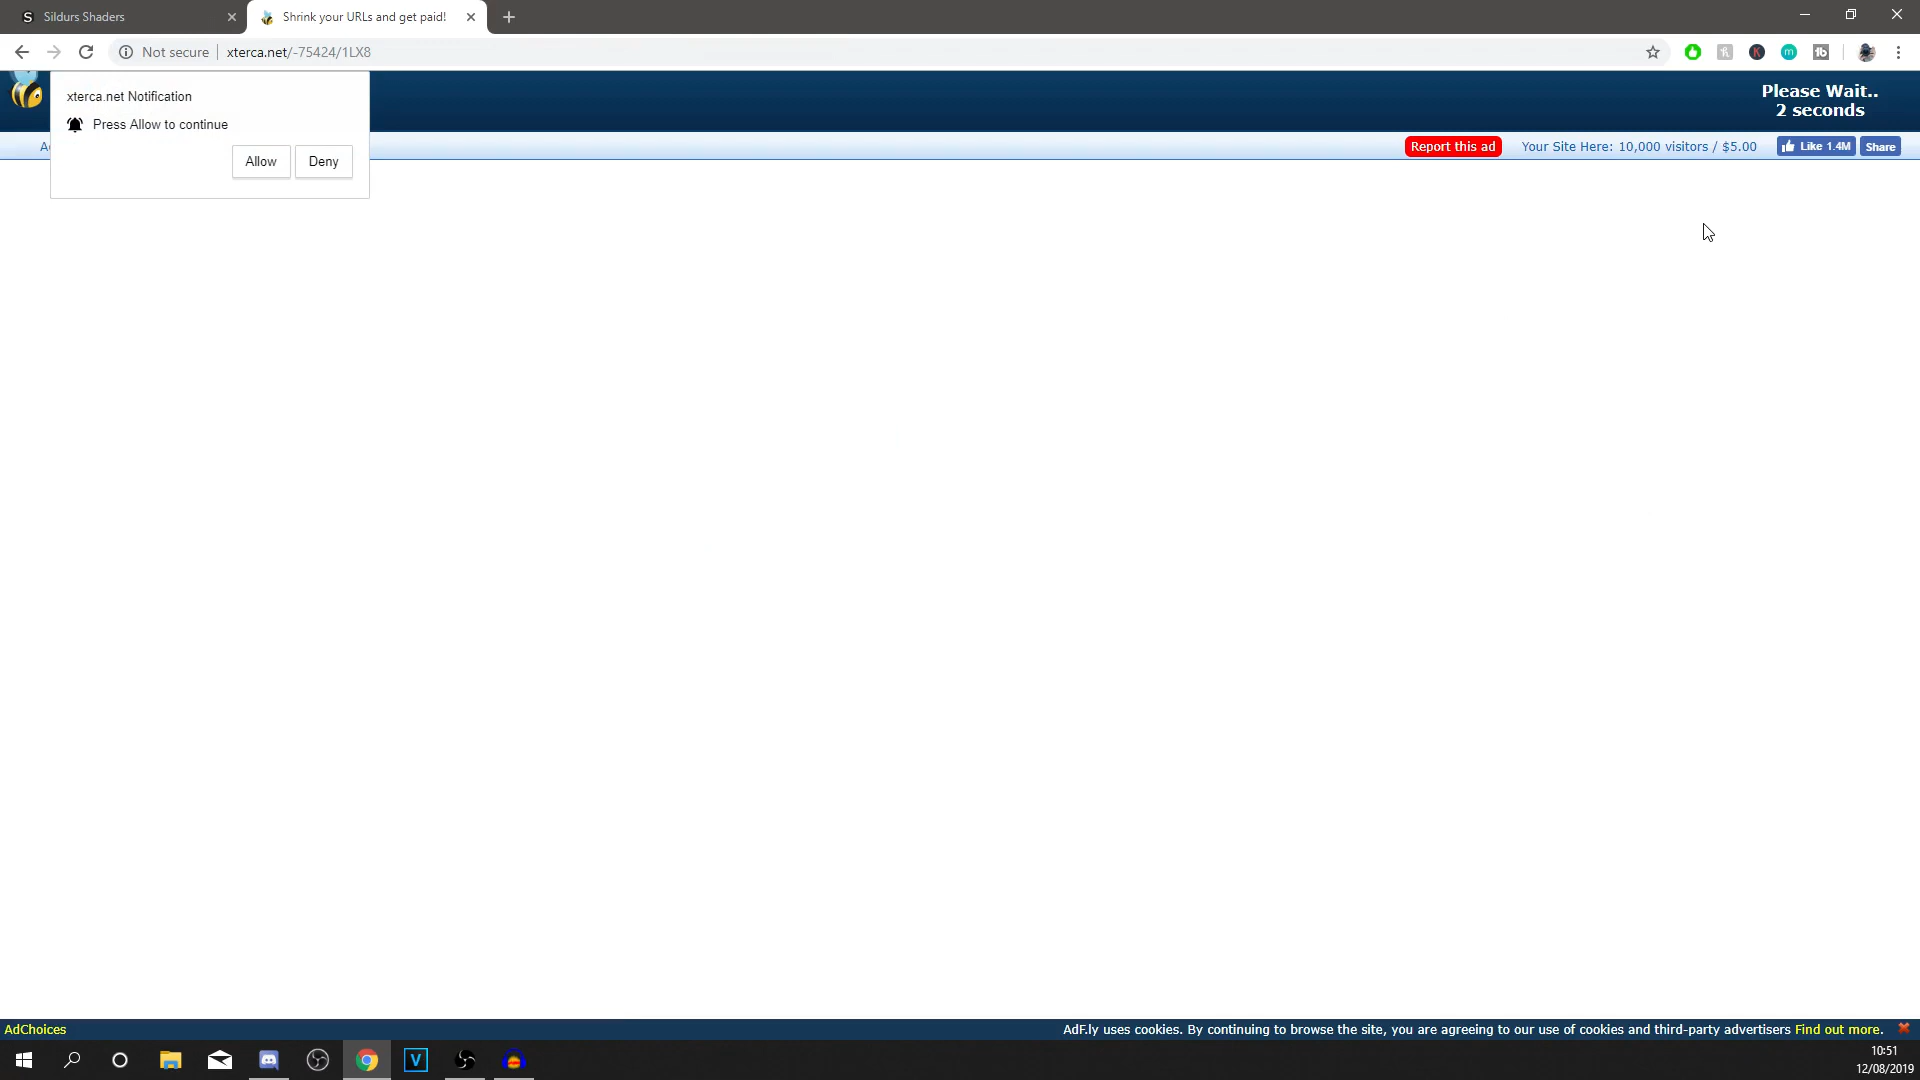 Sildurs Shaders
Shrink your URLs and get paid!
Not secure
xterca.net/-75424/1LX8
xterca.net Notification
Press Allow to continue
Allow
Deny
Please Wait..
2 seconds
Report this ad
Your Site Here: 10,000 visitors / $5.00
Like 1.4M
Share
AdChoices
AdF.ly uses cookies. By continuing to browse the site, you are agreeing to our use of cookies and third-party advertisers Find out more.
10:51
12/08/2019